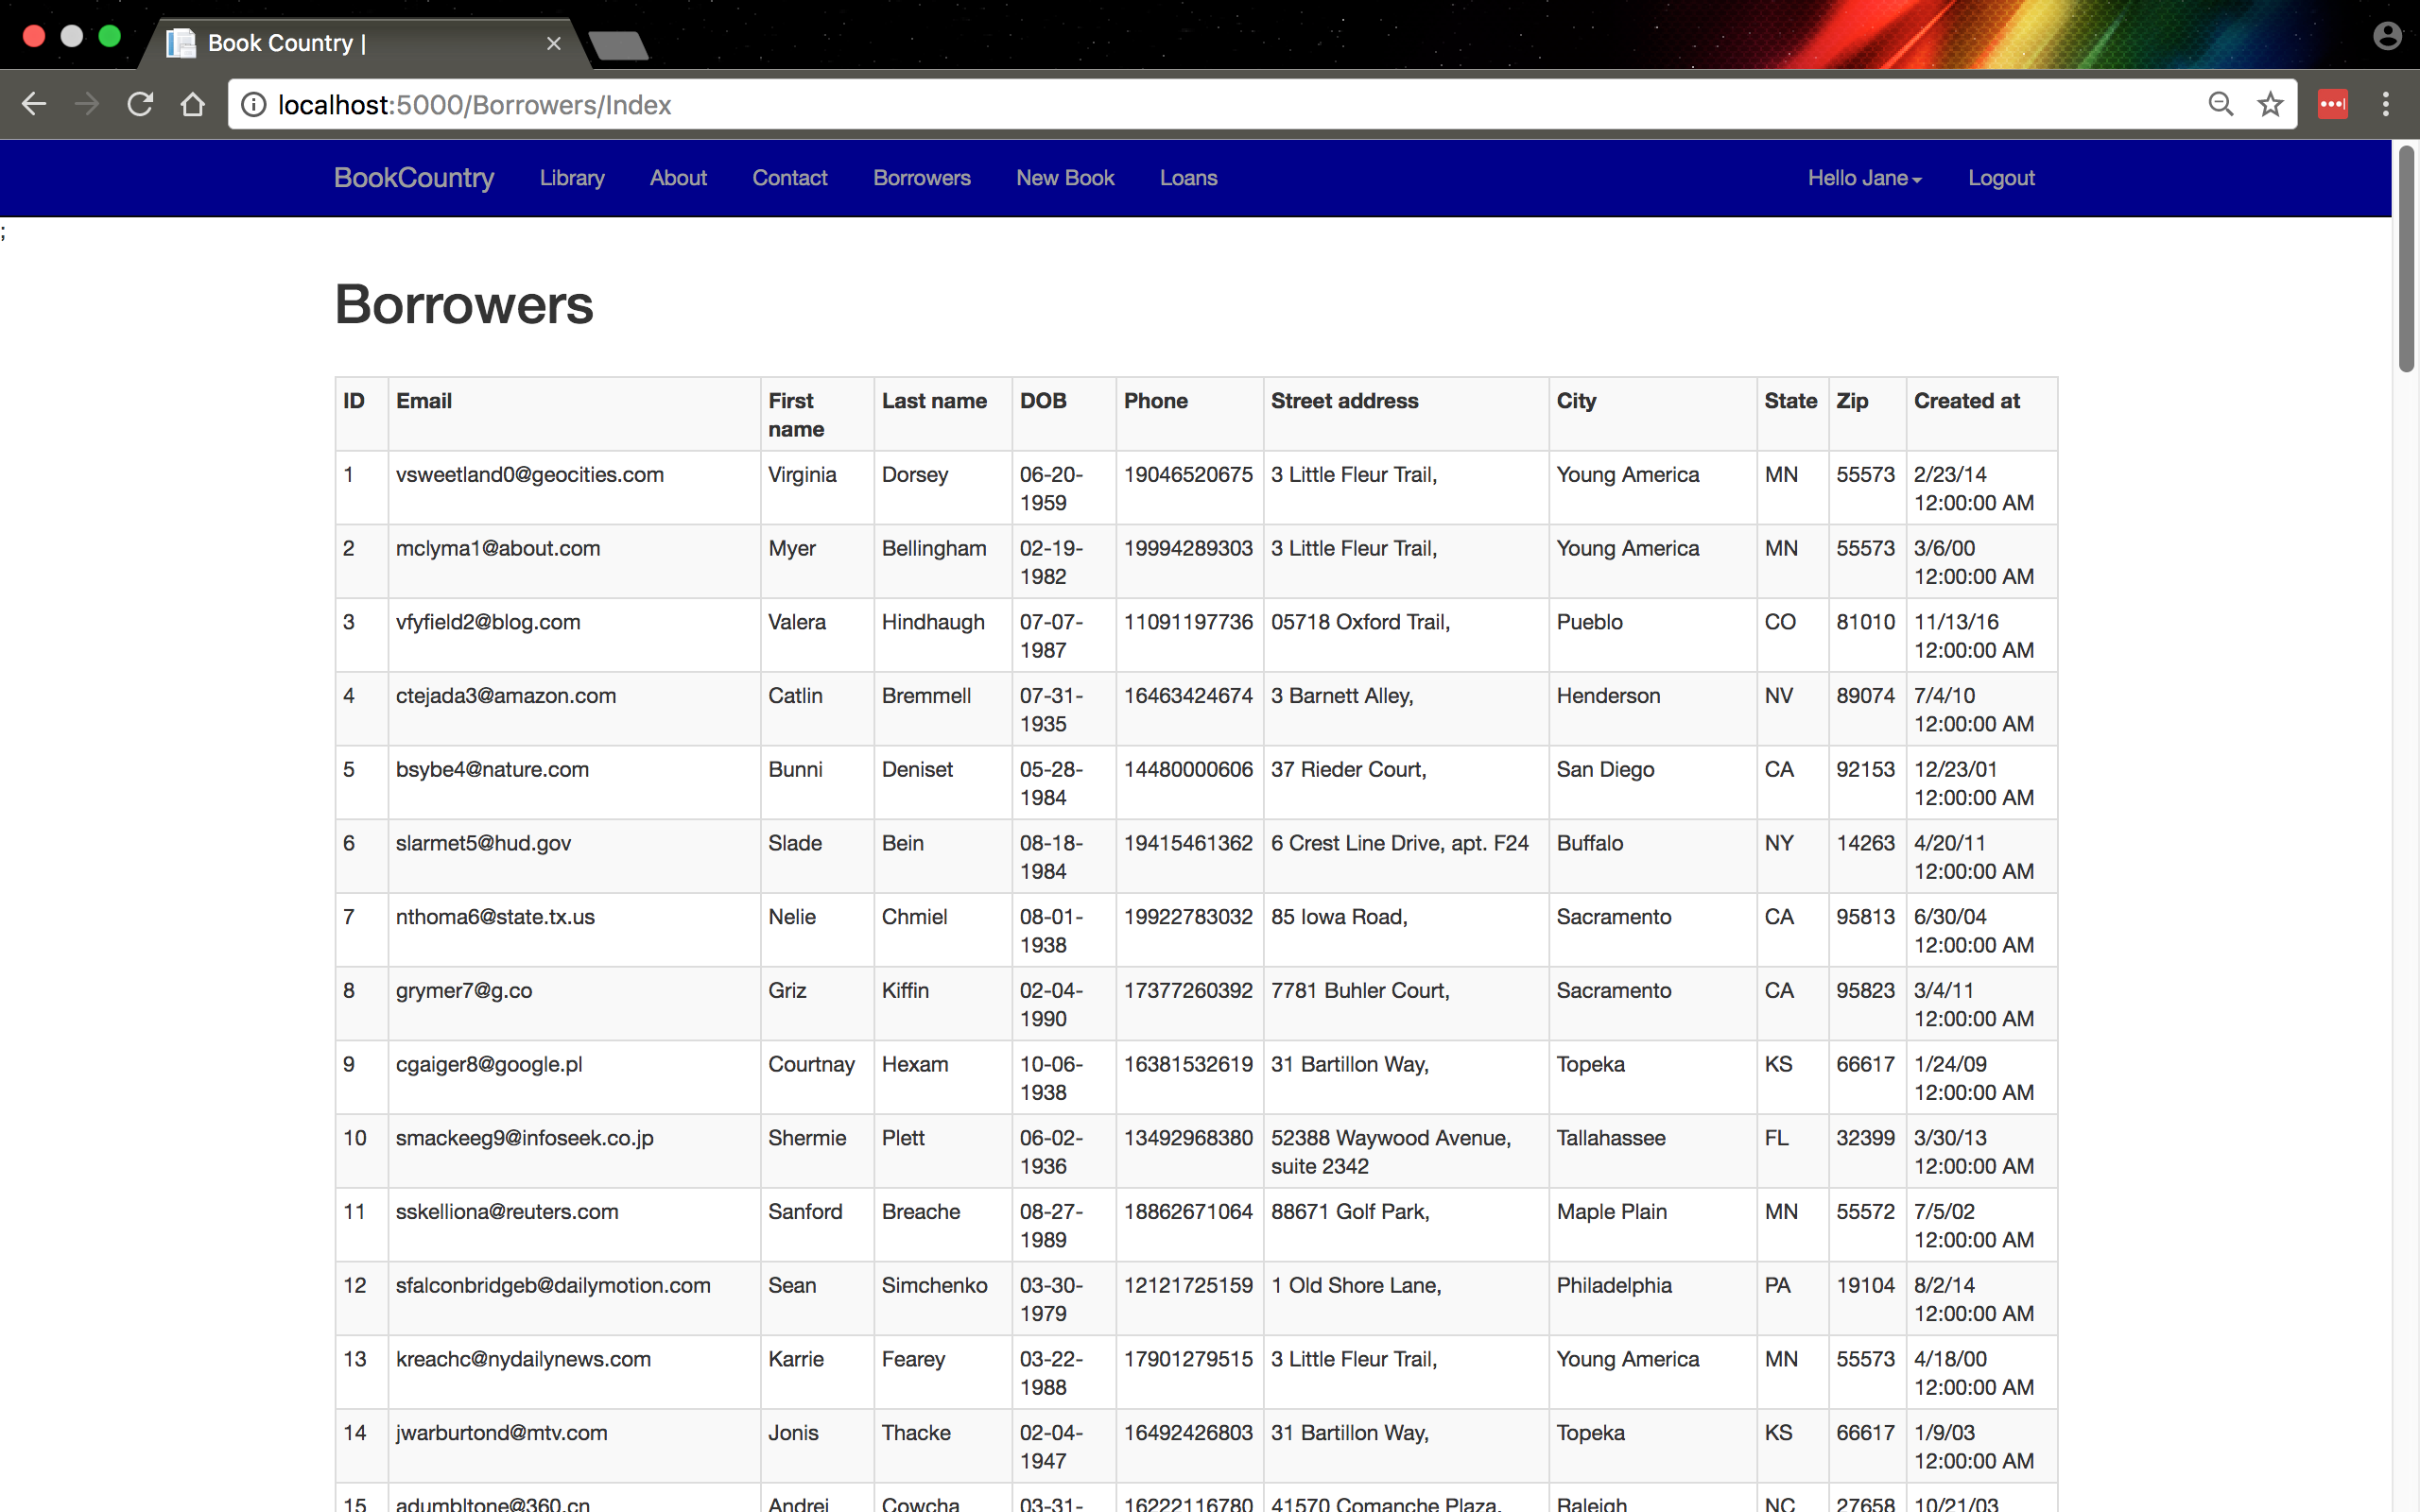 Book Country |
localhost:5000/Borrowers/Index
BookCountry Library About Contact Borrowers New Book Loans Hello Jane Logout
;
Borrowers
ID Email First name Last name DOB Phone Street address City State Zip Created at
1 vsweetland0@geocities.com Virginia Dorsey 06-20-1959 19046520675 3 Little Fleur Trail, Young America MN 55573 2/23/14 12:00:00 AM
2 mclyma1@about.com Myer Bellingham 02-19-1982 19994289303 3 Little Fleur Trail, Young America MN 55573 3/6/00 12:00:00 AM
3 vfyfield2@blog.com Valera Hindhaugh 07-07-1987 11091197736 05718 Oxford Trail, Pueblo CO 81010 11/13/16 12:00:00 AM
4 ctejada3@amazon.com Catlin Bremmell 07-31-1935 16463424674 3 Barnett Alley, Henderson NV 89074 7/4/10 12:00:00 AM
5 bsybe4@nature.com Bunni Deniset 05-28-1984 14480000606 37 Rieder Court, San Diego CA 92153 12/23/01 12:00:00 AM
6 slarmet5@hud.gov Slade Bein 08-18-1984 19415461362 6 Crest Line Drive, apt. F24 Buffalo NY 14263 4/20/11 12:00:00 AM
7 nthoma6@state.tx.us Nelie Chmiel 08-01-1938 19922783032 85 Iowa Road, Sacramento CA 95813 6/30/04 12:00:00 AM
8 grymer7@g.co Griz Kiffin 02-04-1990 17377260392 7781 Buhler Court, Sacramento CA 95823 3/4/11 12:00:00 AM
9 cgaiger8@google.pl Courtnay Hexam 10-06-1938 16381532619 31 Bartillon Way, Topeka KS 66617 1/24/09 12:00:00 AM
10 smackeeg9@infoseek.co.jp Shermie Plett 06-02-1936 13492968380 52388 Waywood Avenue, suite 2342 Tallahassee FL 32399 3/30/13 12:00:00 AM
11 sskelliona@reuters.com Sanford Breache 08-27-1989 18862671064 88671 Golf Park, Maple Plain MN 55572 7/5/02 12:00:00 AM
12 sfalconbridgeb@dailymotion.com Sean Simchenko 03-30-1979 12121725159 1 Old Shore Lane, Philadelphia PA 19104 8/2/14 12:00:00 AM
13 kreachc@nydailynews.com Karrie Fearey 03-22-1988 17901279515 3 Little Fleur Trail, Young America MN 55573 4/18/00 12:00:00 AM
14 jwarburtond@mtv.com Jonis Thacke 02-04-1947 16492426803 31 Bartillon Way, Topeka KS 66617 1/9/03 12:00:00 AM
15 adumbltone@360.cn Andrei Cowcha 03-31- 16222116780 41570 Comanche Plaza, Raleigh NC 27658 10/21/03